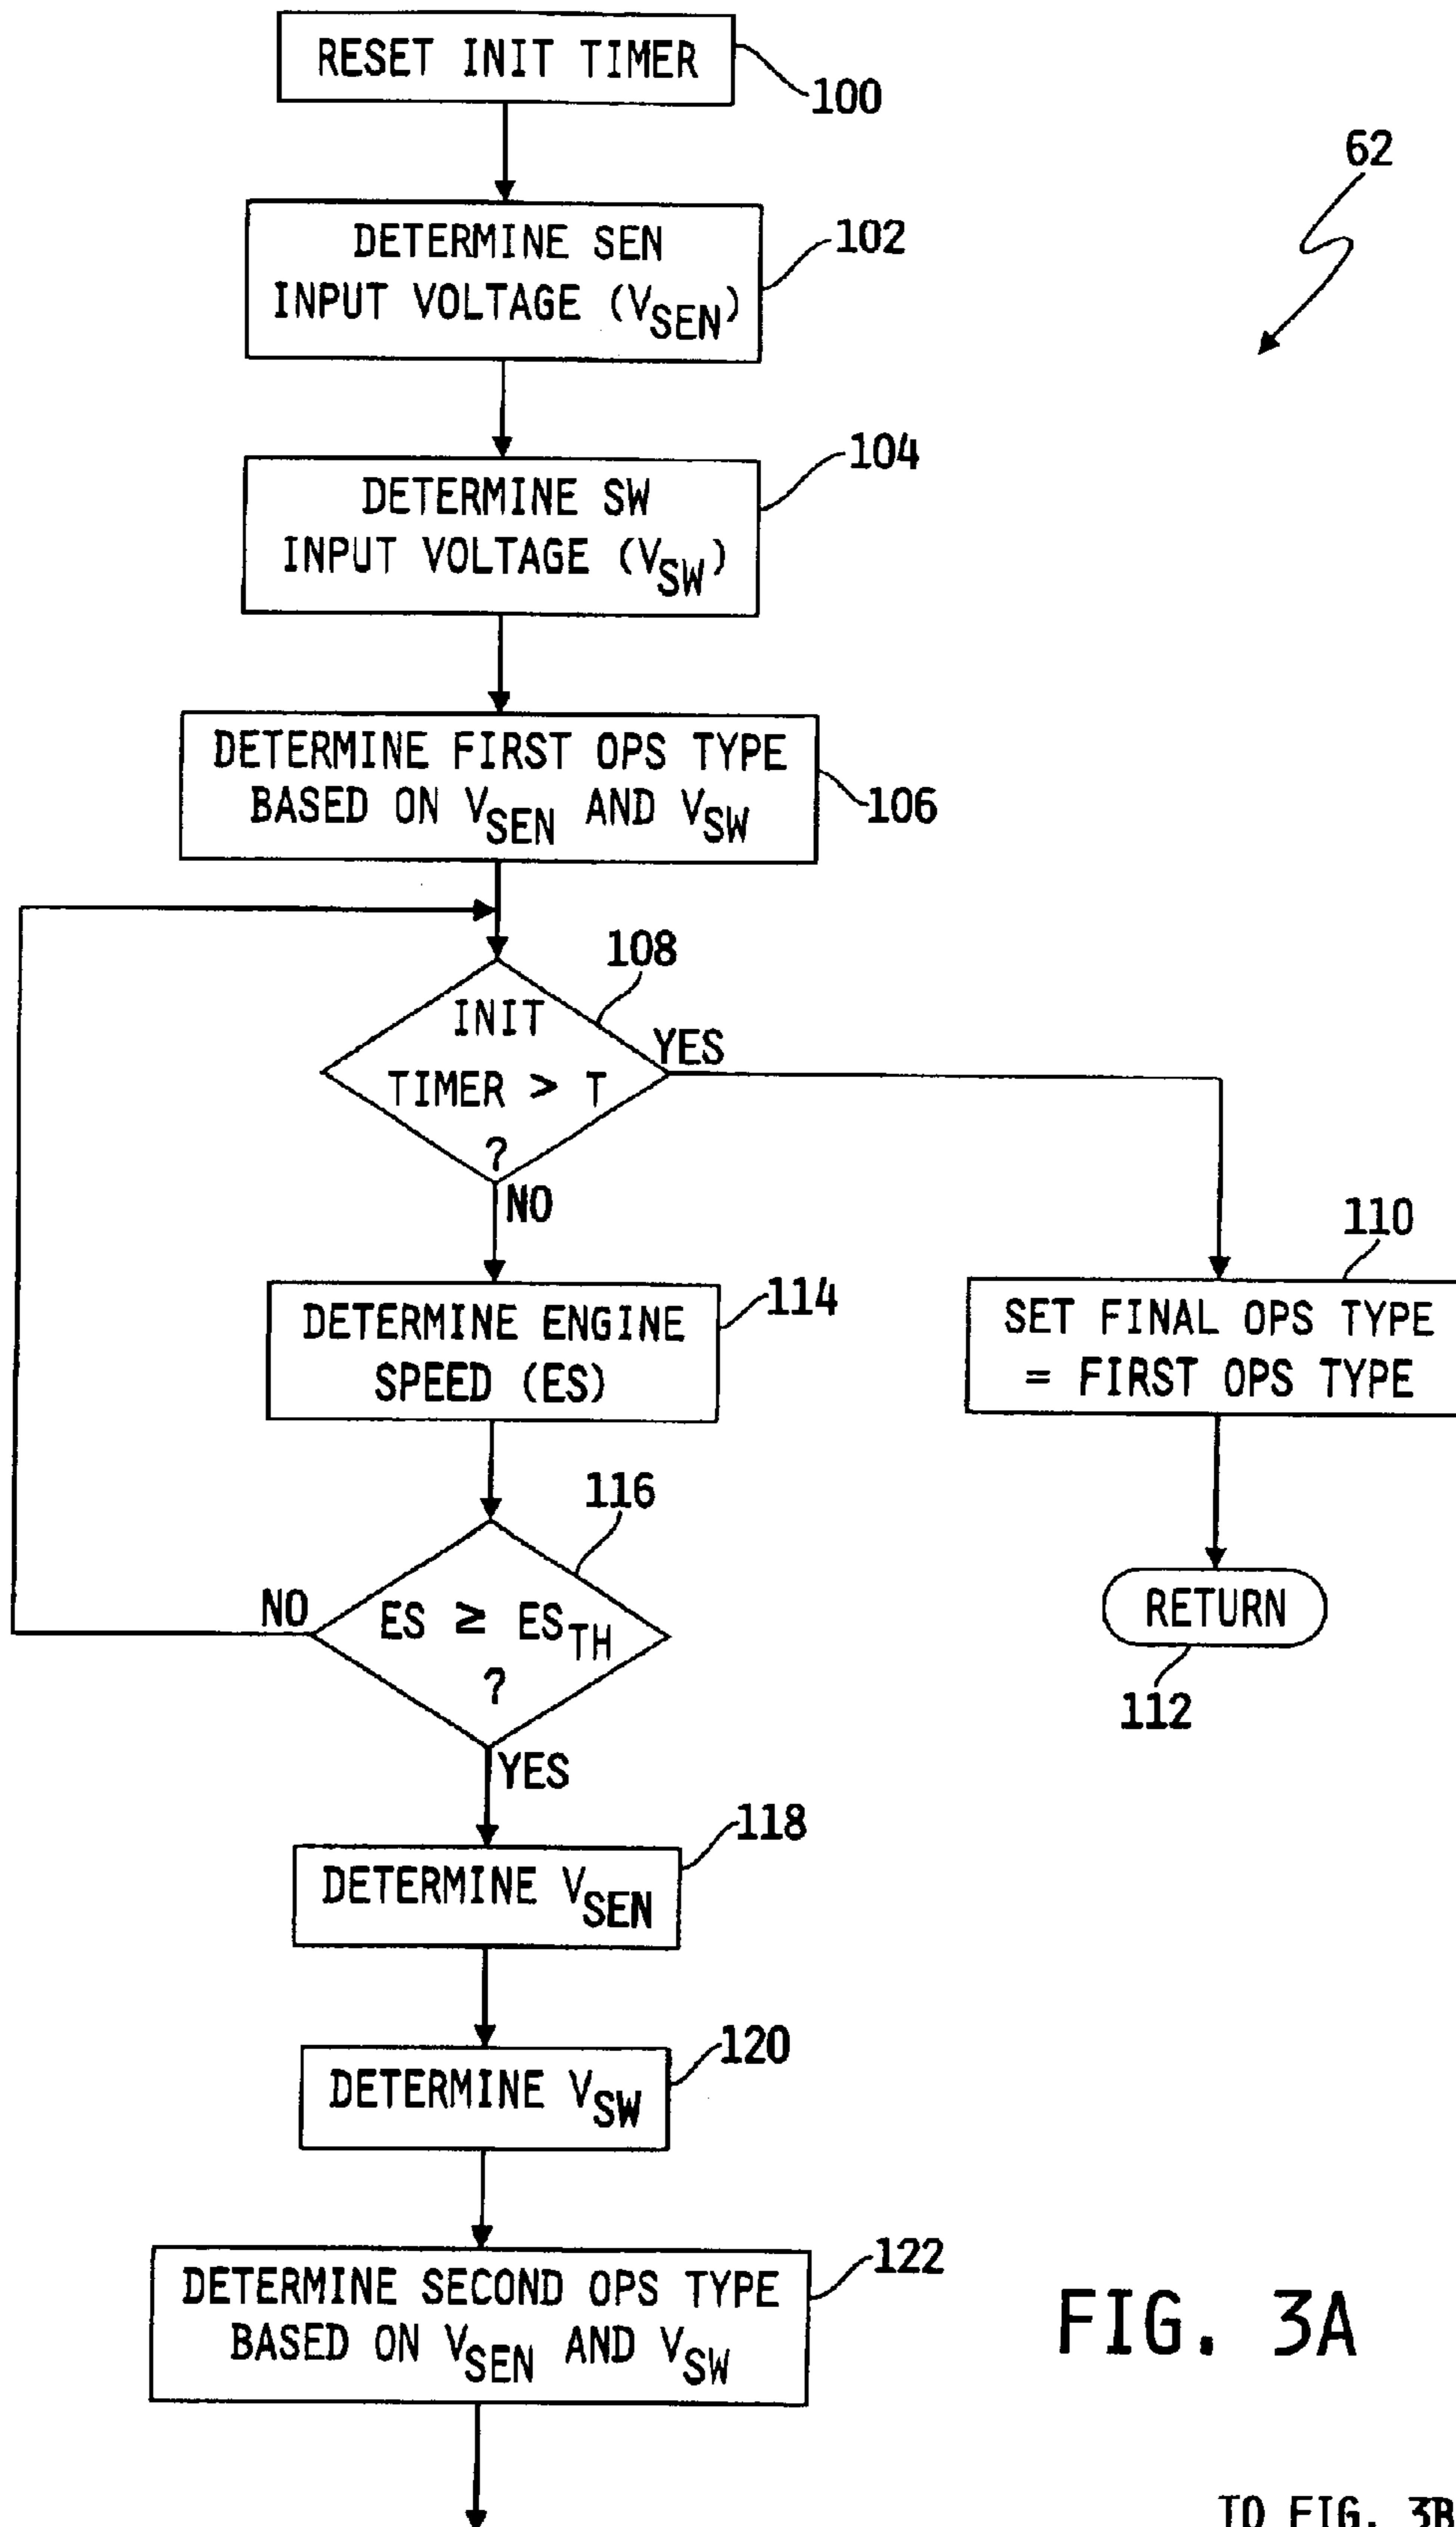 RESET INIT TIMER
100
62
DETERMINE SEN
INPUT VOLTAGE (VSEN)
102
DETERMINE SW
INPUT VOLTAGE (VSW)
104
DETERMINE FIRST OPS TYPE
BASED ON VSEN AND VSW
106
108
INIT
TIMER > T
?
YES
NO
110
SET FINAL OPS TYPE
= FIRST OPS TYPE
DETERMINE ENGINE
SPEED (ES)
114
116
ES ≥ ESTH
?
NO
YES
RETURN
112
DETERMINE VSEN
118
DETERMINE VSW
120
DETERMINE SECOND OPS TYPE
BASED ON VSEN AND VSW
122
FIG. 3A
TO FIG. 3B